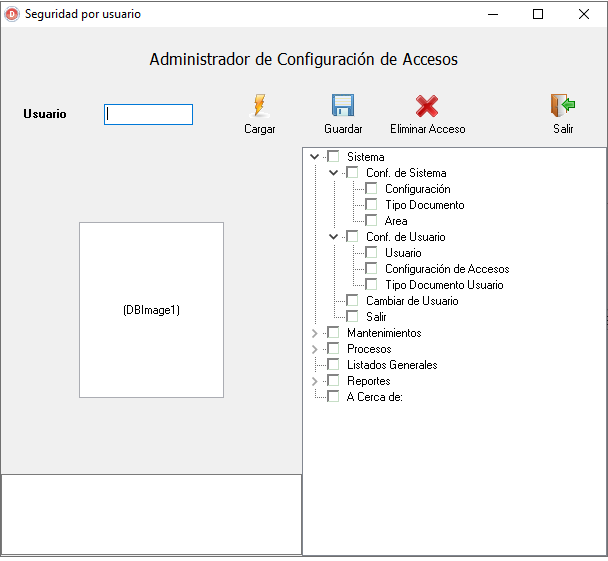 D Seguridad por usuario
Administrador de Configuración de Accesos
Usuario
Cargar
Guardar
Eliminar Acceso
Salir
(DBImage1)
Sistema
Conf. de Sistema
Configuración
Tipo Documento
Area
Conf. de Usuario
Usuario
Configuración de Accesos
Tipo Documento Usuario
Cambiar de Usuario
Salir
Mantenimientos
Procesos
Listados Generales
Reportes
A Cerca de: